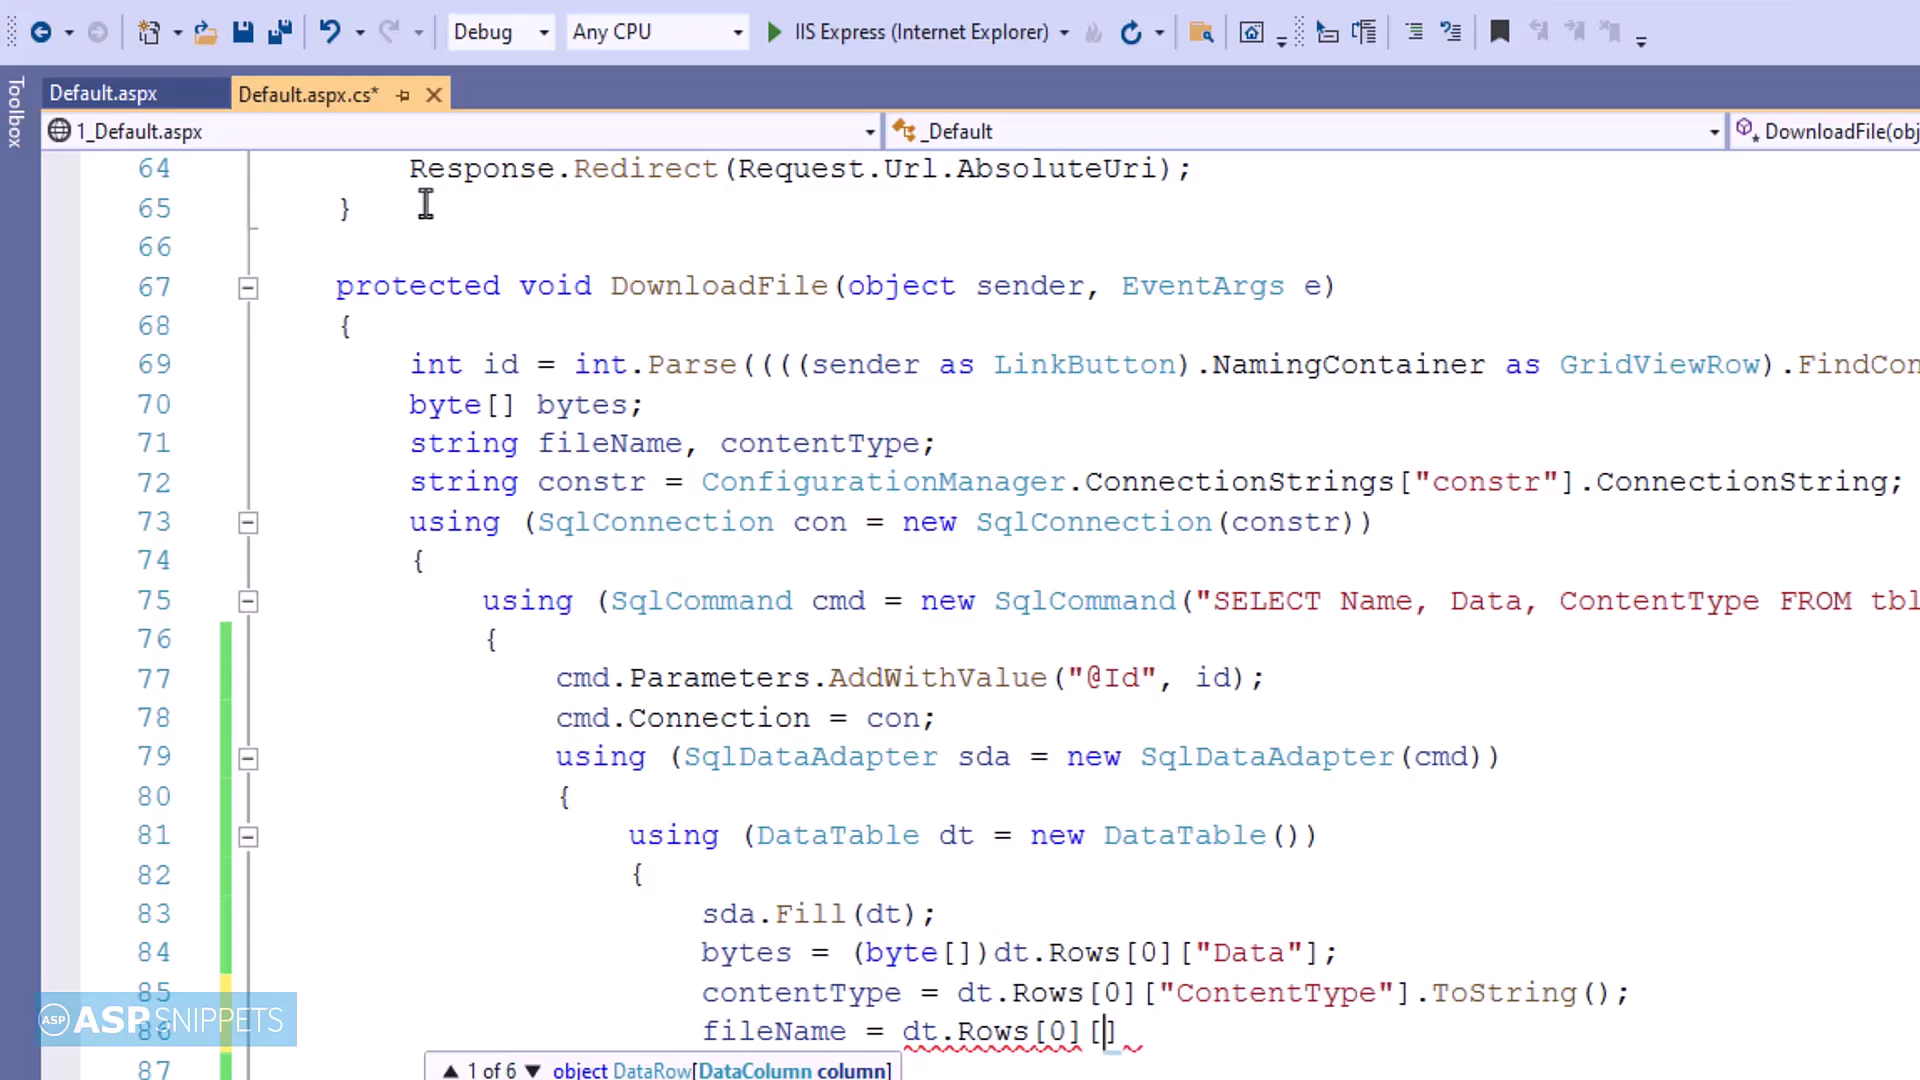 Debug Any CPU IIS Express (Internet Explorer)
Toolbox
Default.aspx Default.aspx.cs*
1_Default.aspx _Default DownloadFile(obj
64 Response.Redirect(Request.Url.AbsoluteUri);
65 }
66
67 protected void DownloadFile(object sender, EventArgs e)
68 {
69 int id = int.Parse((((sender as LinkButton).NamingContainer as GridViewRow).FindCon
70 byte[] bytes;
71 string fileName, contentType;
72 string constr = ConfigurationManager.ConnectionStrings["constr"].ConnectionString;
73 using (SqlConnection con = new SqlConnection(constr))
74 {
75 using (SqlCommand cmd = new SqlCommand("SELECT Name, Data, ContentType FROM tbl
76 {
77 cmd.Parameters.AddWithValue("@Id", id);
78 cmd.Connection = con;
79 using (SqlDataAdapter sda = new SqlDataAdapter(cmd))
80 {
81 using (DataTable dt = new DataTable())
82 {
83 sda.Fill(dt);
84 bytes = (byte[])dt.Rows[0]["Data"];
85 contentType = dt.Rows[0]["ContentType"].ToString();
86 fileName = dt.Rows[0][]
87 ▲ 1 of 6 ▼ object DataRow[DataColumn column]
ASP ASPSNIPPETS